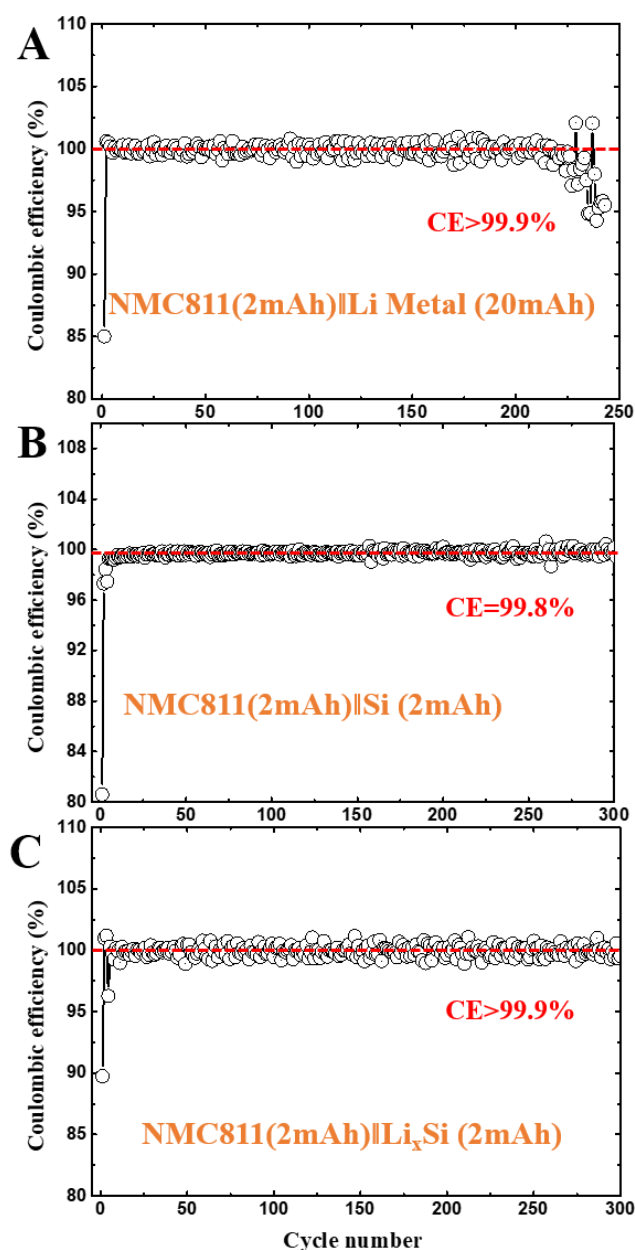 A
110
105
100
95
90
85
80
Coulombic efficiency (%)
CE>99.9%
NMC811(2mAh)‖Li Metal (20mAh)
0 50 100 150 200 250
B
108
104
100
96
92
88
84
80
Coulombic efficiency (%)
CE=99.8%
NMC811(2mAh)‖Si (2mAh)
0 50 100 150 200 250 300
C
110
105
100
95
90
85
80
Coulombic efficiency (%)
CE>99.9%
NMC811(2mAh)‖LiₓSi (2mAh)
0 50 100 150 200 250 300
Cycle number